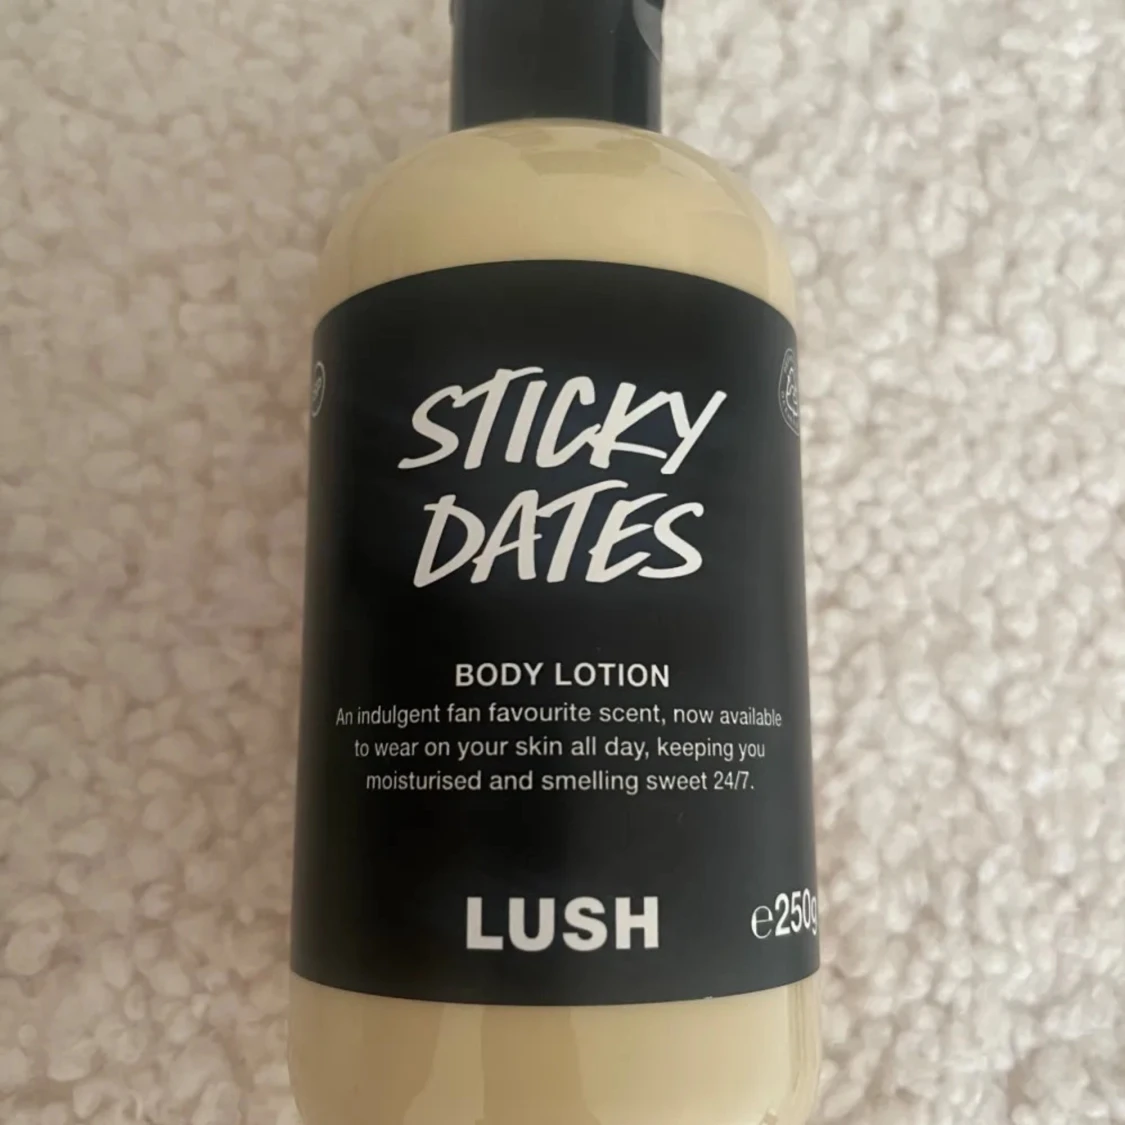 STICKY
DATES
BODY LOTION
An indulgent fan favourite scent, now available
to wear on your skin all day, keeping you
moisturised and smelling sweet 24/7.
LUSH
℮250g